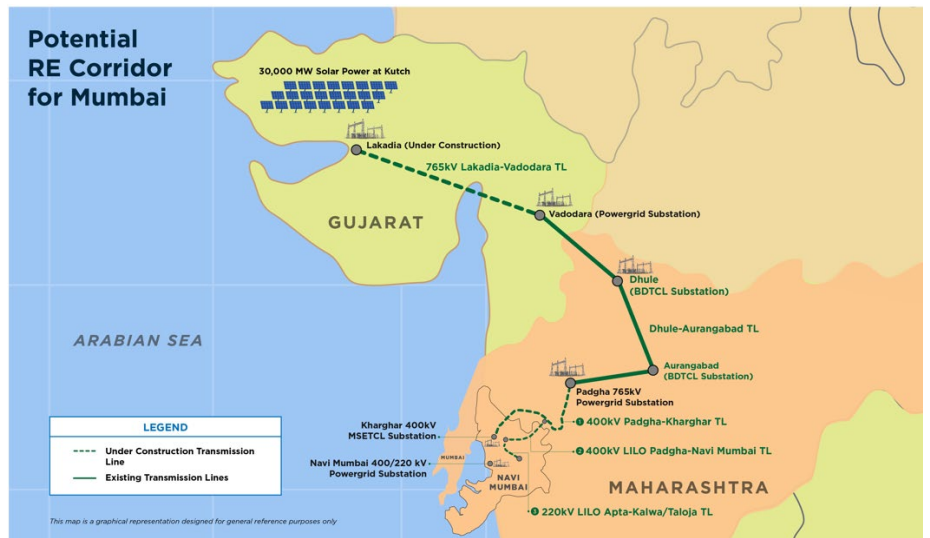 Potential
RE Corridor
for Mumbai
30,000 MW Solar Power at Kutch
Lakadia (Under Construction)
765kV Lakadia-Vadodara TL
GUJARAT
Vadodara (Powergrid Substation)
Dhule
(BDTCL Substation)
Dhule-Aurangabad TL
ARABIAN SEA
Aurangabad
(BDTCL Substation)
Padgha 765kV
Powergrid Substation
Kharghar 400kV
MSETCL Substation
1 400kV Padgha-Kharghar TL
MUMBAI
2 400kV LILO Padgha-Navi Mumbai TL
Navi Mumbai 400/220 kV
Powergrid Substation
NAVI
MUMBAI
MAHARASHTRA
3 220kV LILO Apta-Kalwa/Taloja TL
LEGEND
Under Construction Transmission
Line
Existing Transmission Lines
This map is a graphical representation designed for general reference purposes only